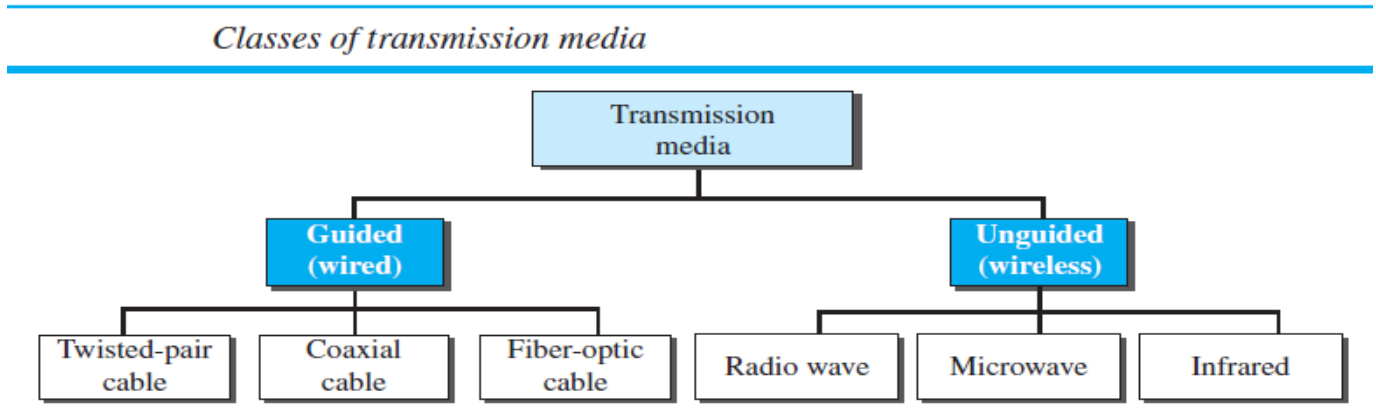 Classes of transmission media
Transmission
media
Guided
(wired)
Unguided
(wireless)
Twisted-pair
cable
Coaxial
cable
Fiber-optic
cable
Radio wave
Microwave
Infrared